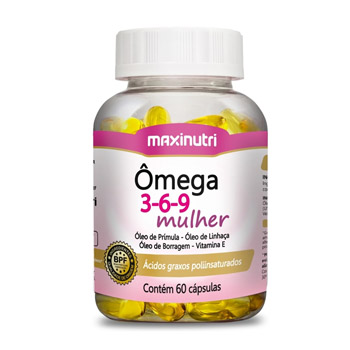 maxinutri
Ômega
3-6-9
mulher
Óleo de Prímula - Óleo de Linhaça
Óleo de Borragem - Vitamina E
BPF
Ácidos graxos poliinsaturados
Contém 60 cápsulas